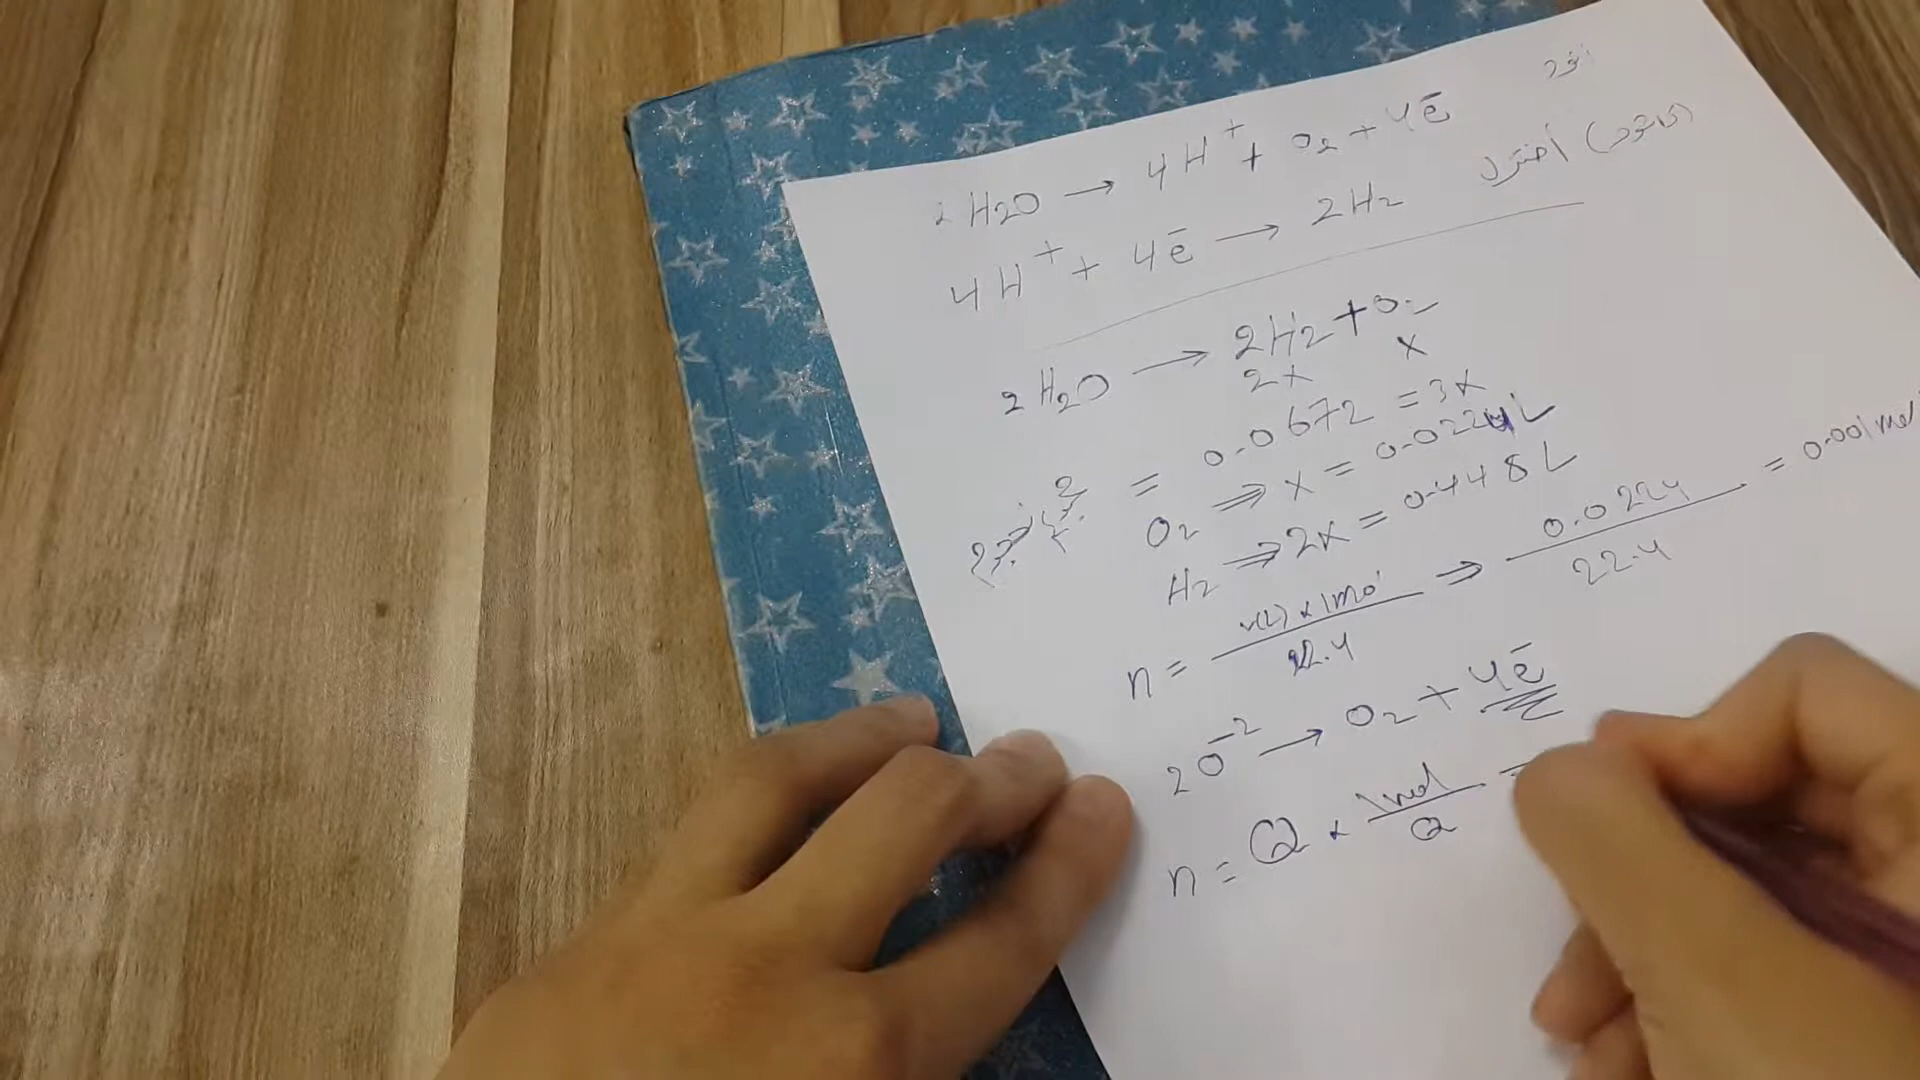 2H2O → 4H⁺ + O2 + 4ē
4H⁺ + 4ē → 2H2 (كاثود)
2H2O → 2H2 + O2
2x x
= 0.0672 = 3x
O2 ⇒ x = 0.0224 L
H2 ⇒ 2x = 0.448 L
n = v(L) × 1mol / 22.4 ⇒ 0.0224 / 22.4 = 0.001 mol
2O⁻² → O2 + 4ē
n = Q × 1mol / Q =